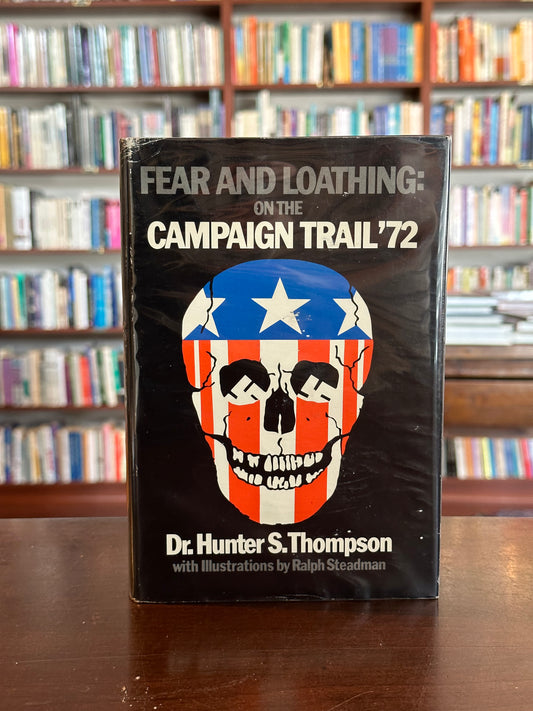 FEAR AND LOATHING:
ON THE
CAMPAIGN TRAIL '72
Dr. Hunter S. Thompson
with Illustrations by Ralph Steadman